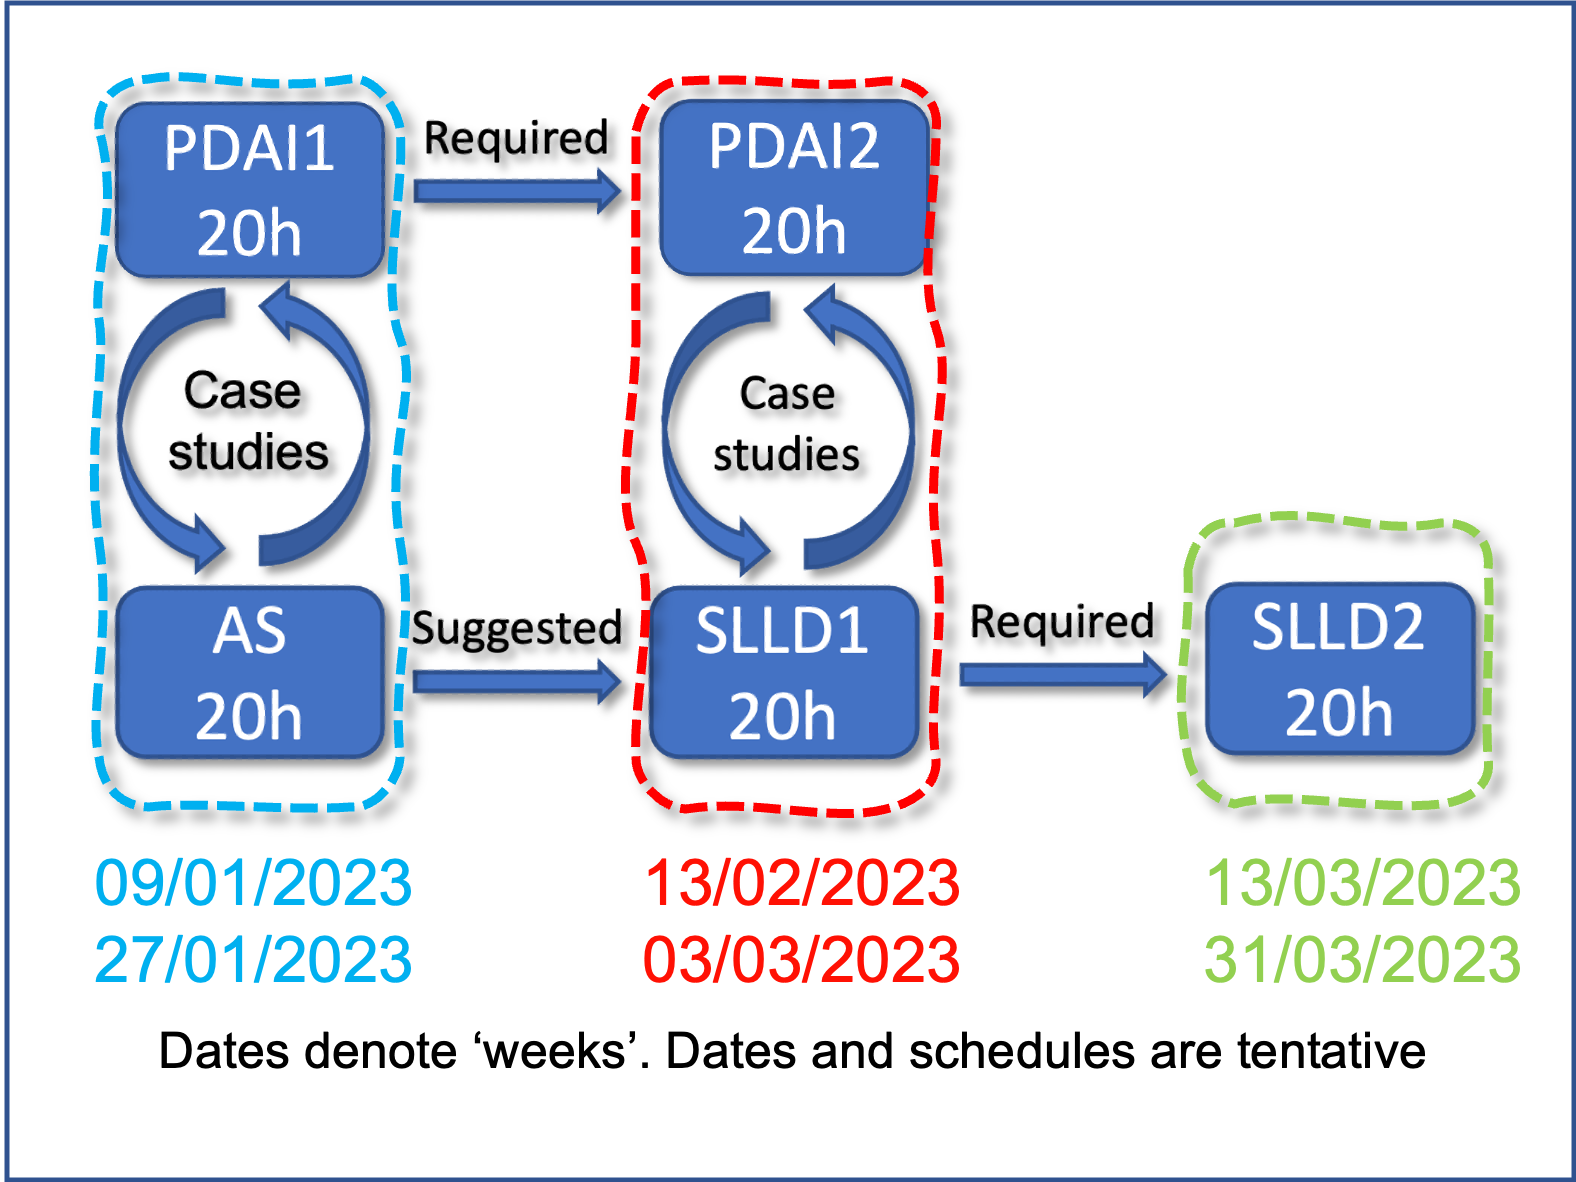 PDAI1
20h
Required
PDAI2
20h
Case
studies
Case
studies
AS
20h
Suggested
SLLD1
20h
Required
SLLD2
20h
09/01/2023
27/01/2023
13/02/2023
03/03/2023
13/03/2023
31/03/2023
Dates denote ‘weeks’. Dates and schedules are tentative